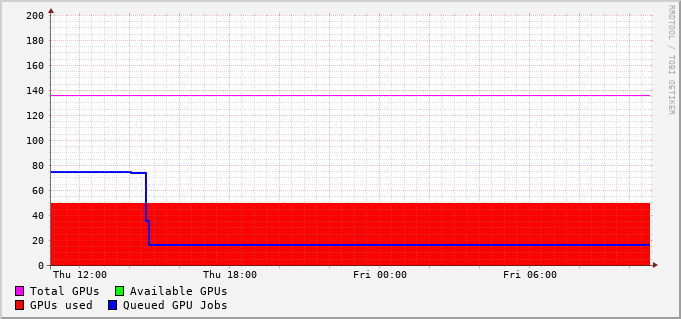 RRDTOOL / TOBI OETIKER
200
180
160
140
120
100
80
60
40
20
0
Thu 12:00 Thu 18:00 Fri 00:00 Fri 06:00
Total GPUs Available GPUs
GPUs used Queued GPU Jobs